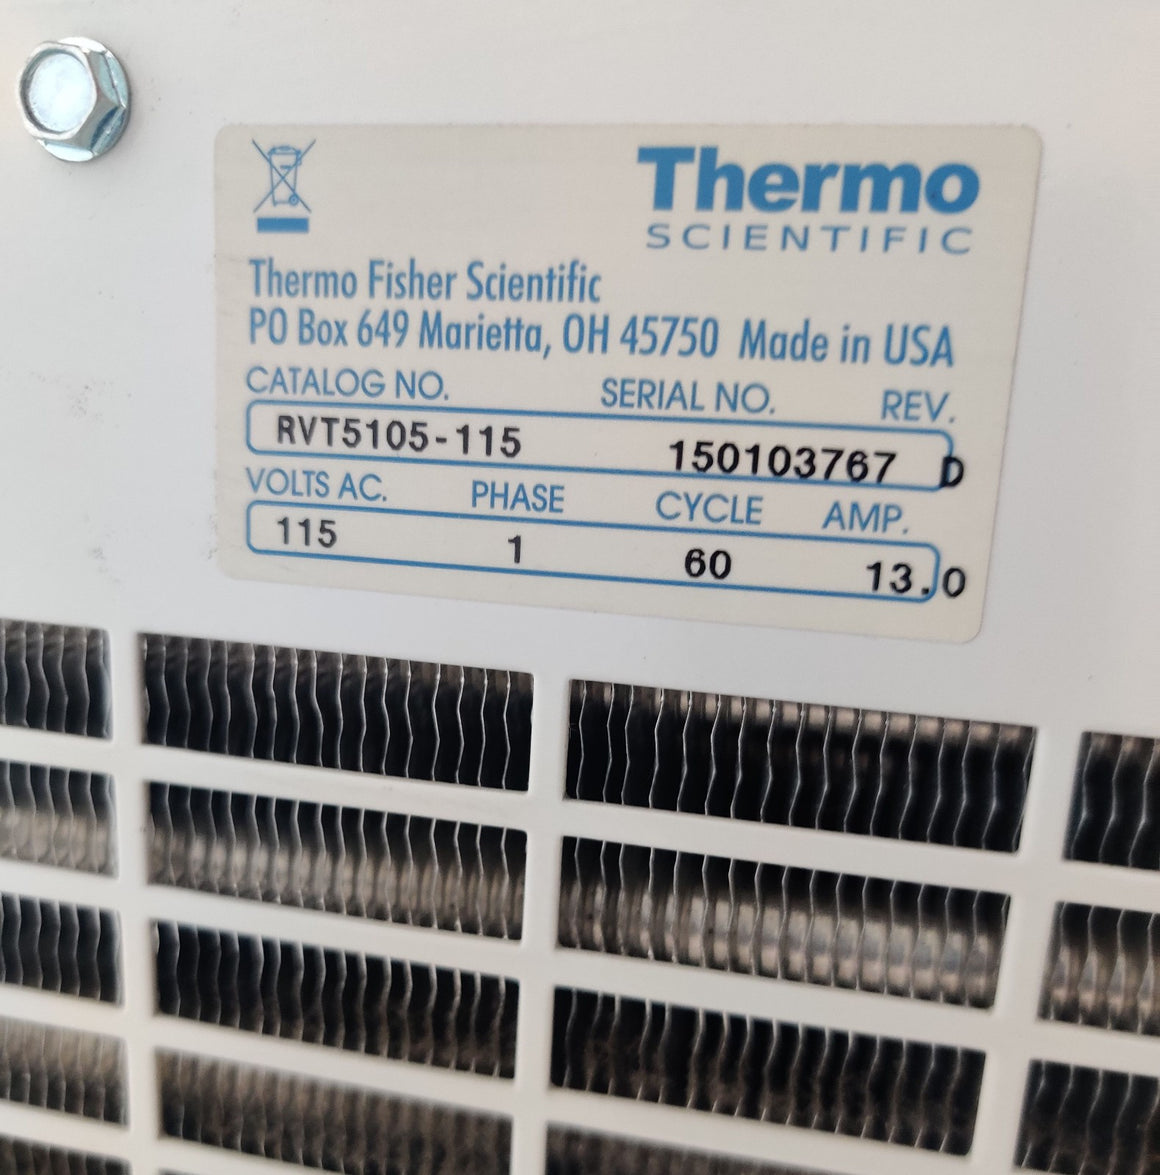 Thermo
SCIENTIFIC
Thermo Fisher Scientific
PO Box 649 Marietta, OH 45750 Made in USA
CATALOG NO. SERIAL NO. REV.
RVT5105-115 150103767 D
VOLTS AC. PHASE CYCLE AMP.
115 1 60 13.0